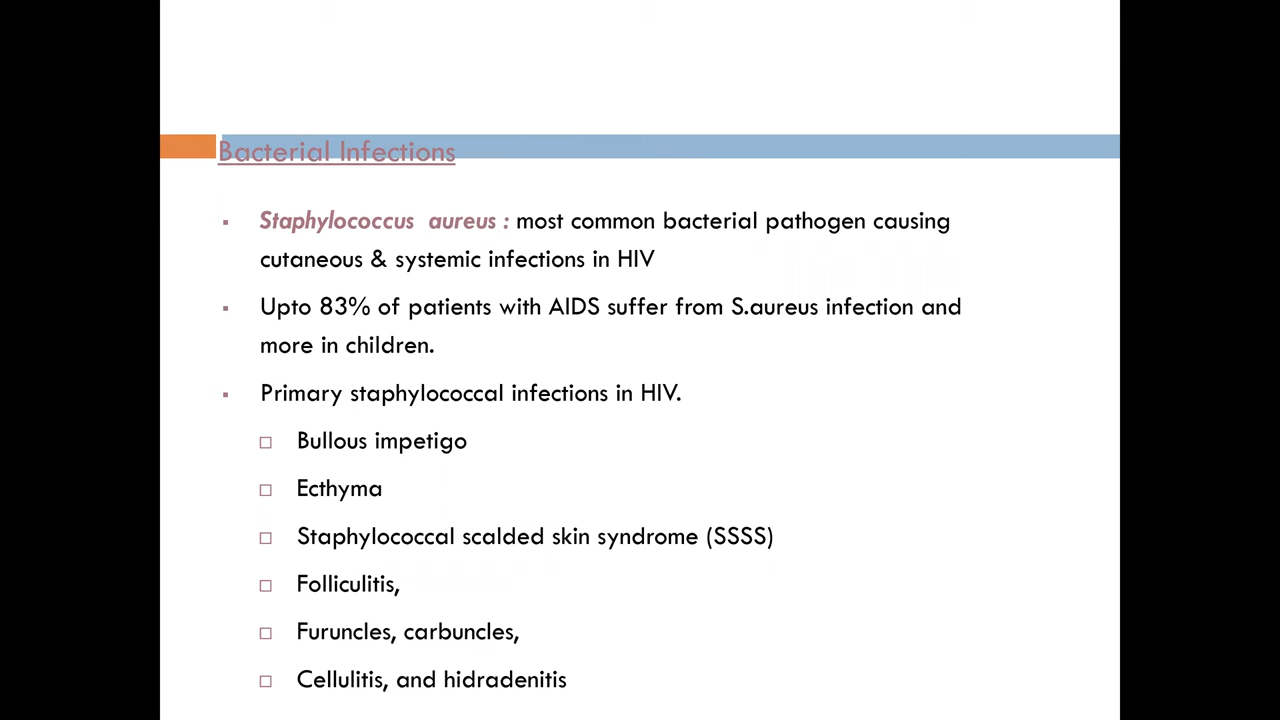 Bacterial Infections
Staphylococcus aureus : most common bacterial pathogen causing
cutaneous & systemic infections in HIV
Upto 83% of patients with AIDS suffer from S.aureus infection and
more in children.
Primary staphylococcal infections in HIV.
Bullous impetigo
Ecthyma
Staphylococcal scalded skin syndrome (SSSS)
Folliculitis,
Furuncles, carbuncles,
Cellulitis, and hidradenitis